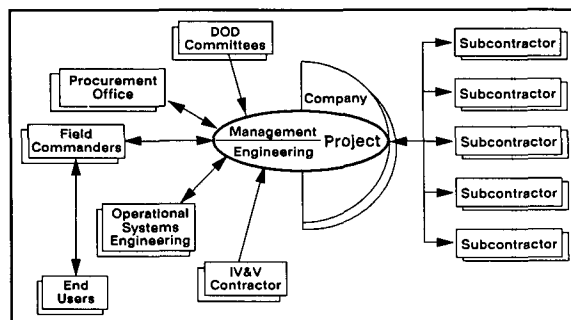 DOD
Committees
Procurement
Office
Field
Commanders
End
Users
Operational
Systems
Engineering
IV&V
Contractor
Company
Management
Engineering
Project
Subcontractor
Subcontractor
Subcontractor
Subcontractor
Subcontractor